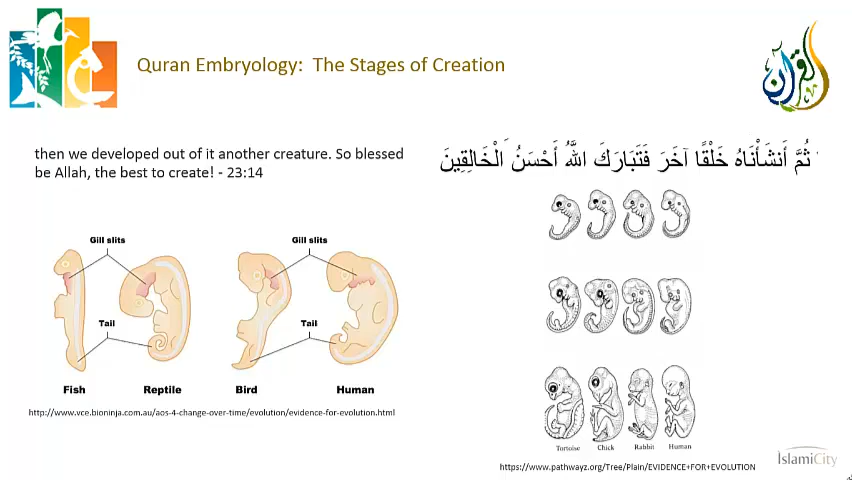 Quran Embryology: The Stages of Creation
القرآن
then we developed out of it another creature. So blessed
be Allah, the best to create! - 23:14
ثُمَّ أَنشَأْنَاهُ خَلْقًا آخَرَ فَتَبَارَكَ اللَّهُ أَحْسَنُ الْخَالِقِينَ
Gill slits
Gill slits
Tail
Tail
Fish Reptile Bird Human
http://www.vce.bioninja.com.au/aos-4-change-over-time/evolution/evidence-for-evolution.html
Tortoise Chick Rabbit Human
IslamiCity
https://www.pathwayz.org/Tree/Plain/EVIDENCE+FOR+EVOLUTION